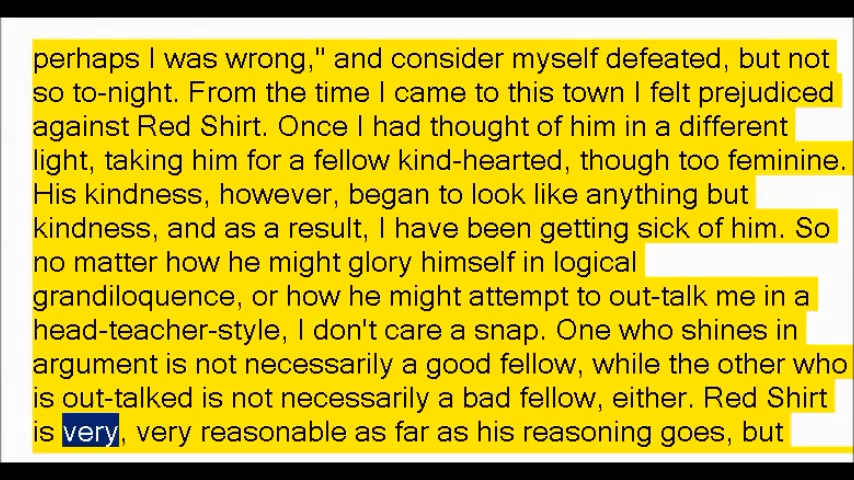 perhaps I was wrong," and consider myself defeated, but not
so to-night. From the time I came to this town I felt prejudiced
against Red Shirt. Once I had thought of him in a different
light, taking him for a fellow kind-hearted, though too feminine.
His kindness, however, began to look like anything but
kindness, and as a result, I have been getting sick of him. So
no matter how he might glory himself in logical
grandiloquence, or how he might attempt to out-talk me in a
head-teacher-style, I don't care a snap. One who shines in
argument is not necessarily a good fellow, while the other who
is out-talked is not necessarily a bad fellow, either. Red Shirt
is very, very reasonable as far as his reasoning goes, but